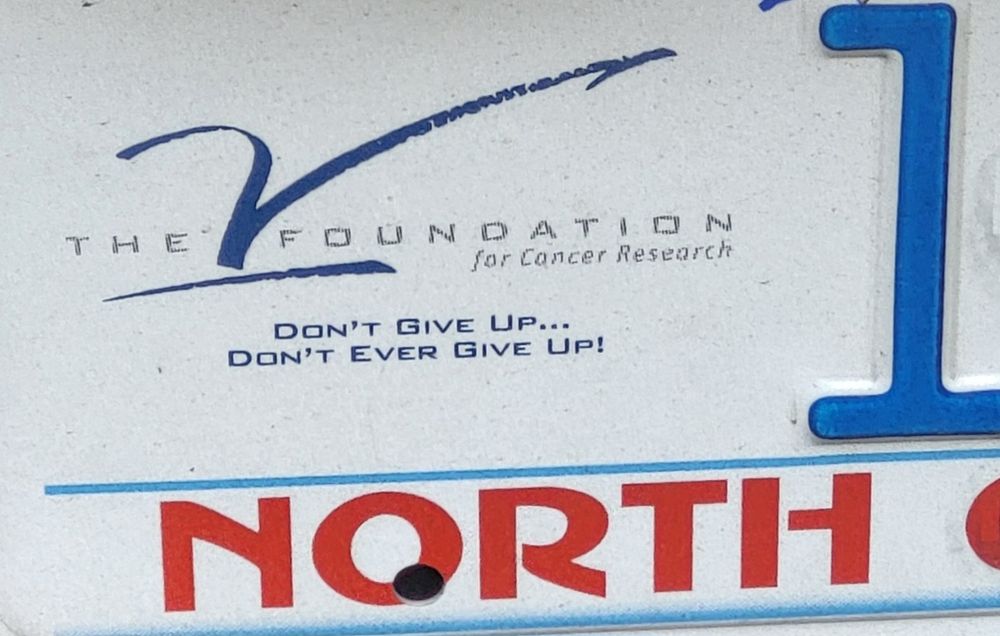 THE V FOUNDATION
for Cancer Research
DON'T GIVE UP...
DON'T EVER GIVE UP!
1
NORTH